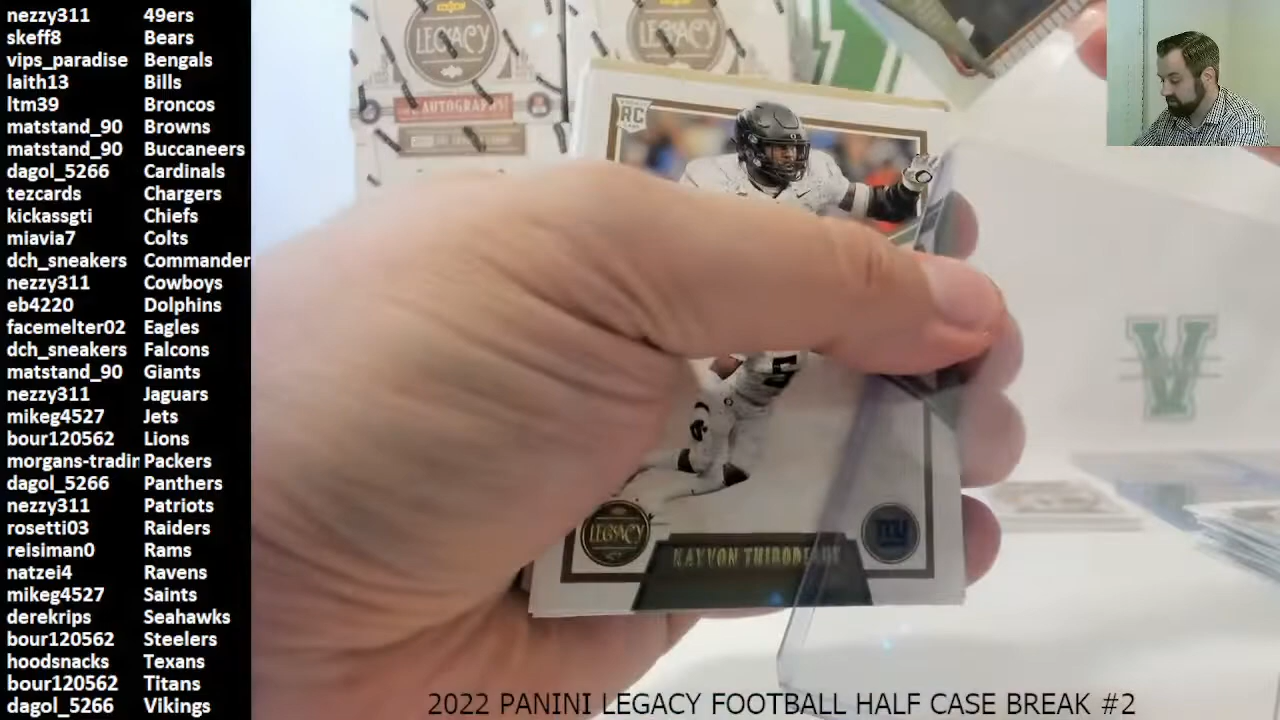 nezzy311 49ers
skeff8 Bears
vips_paradise Bengals
laith13 Bills
ltm39 Broncos
matstand_90 Browns
matstand_90 Buccaneers
dagol_5266 Cardinals
tezcards Chargers
kickassgti Chiefs
miavia7 Colts
dch_sneakers Commander
nezzy311 Cowboys
eb4220 Dolphins
facemelter02 Eagles
dch_sneakers Falcons
matstand_90 Giants
nezzy311 Jaguars
mikeg4527 Jets
bour120562 Lions
morgans-tradin Packers
dagol_5266 Panthers
nezzy311 Patriots
rosetti03 Raiders
reisiman0 Rams
natzei4 Ravens
mikeg4527 Saints
derekrips Seahawks
bour120562 Steelers
hoodsnacks Texans
bour120562 Titans
dagol_5266 Vikings
LEGACY
LEGACY
AUTOGRAPHS
RC
V
LEGACY
ny
KAYVON THIBODEAUX
2022 PANINI LEGACY FOOTBALL HALF CASE BREAK #2